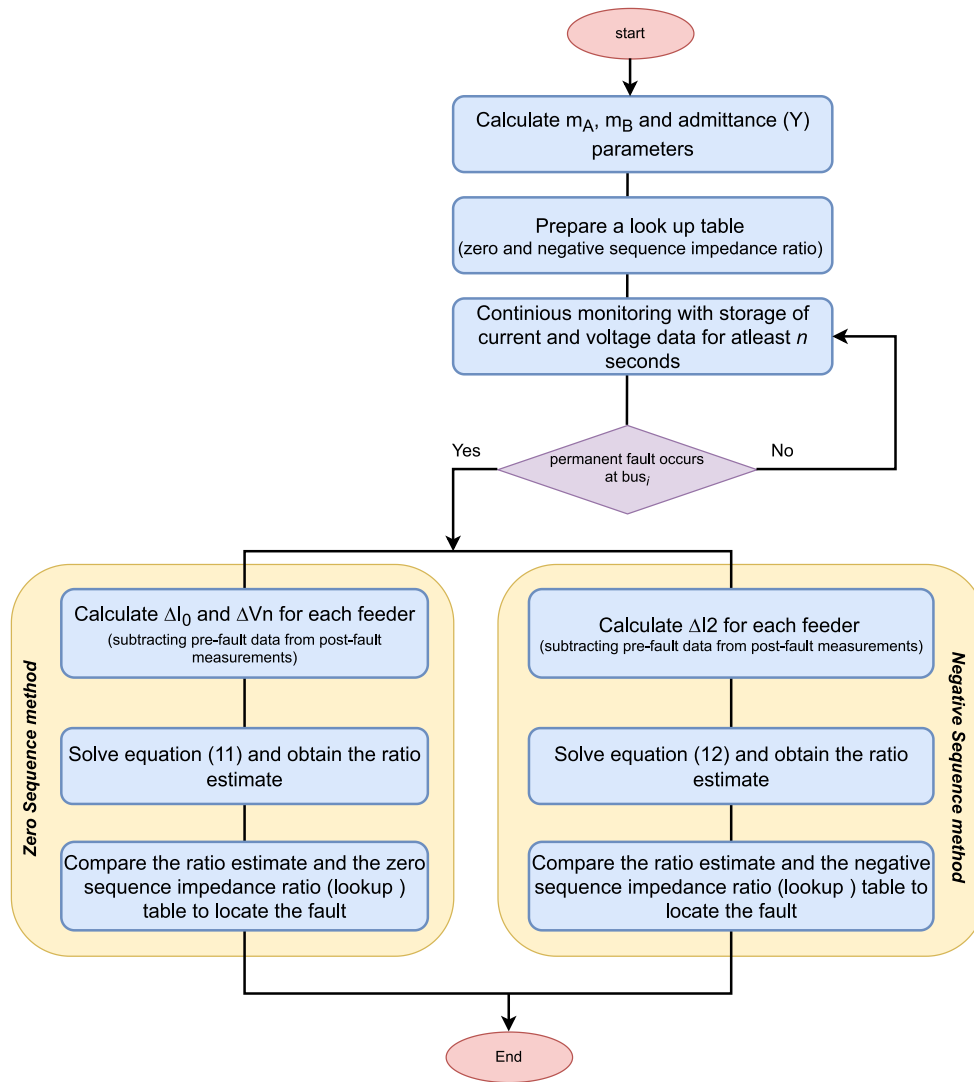 start
Calculate mA, mB and admittance (Y)
parameters
Prepare a look up table
(zero and negative sequence impedance ratio)
Continious monitoring with storage of
current and voltage data for atleast n
seconds
Yes
No
permanent fault occurs
at busi
Zero Sequence method
Calculate ΔI0 and ΔVn for each feeder
(subtracting pre-fault data from post-fault
measurements)
Solve equation (11) and obtain the ratio
estimate
Compare the ratio estimate and the zero
sequence impedance ratio (lookup )
table to locate the fault
Calculate ΔI2 for each feeder
(subtracting pre-fault data from post-fault measurements)
Solve equation (12) and obtain the ratio
estimate
Compare the ratio estimate and the negative
sequence impedance ratio (lookup ) table to
locate the fault
Negative Sequence method
End